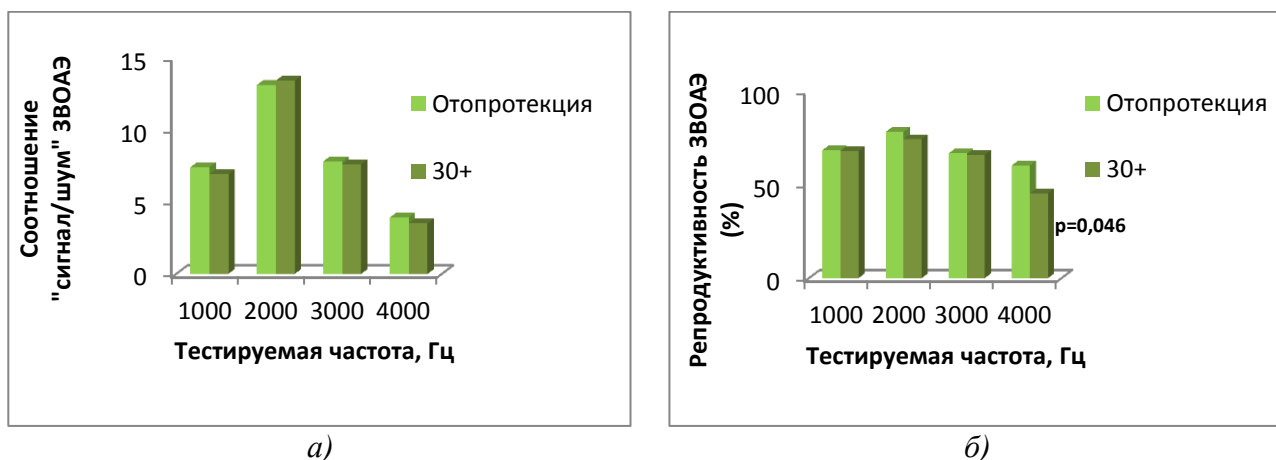 Соотношение
"сигнал/шум" ЗВОАЭ
15
10
5
0
1000 2000 3000 4000
Тестируемая частота, Гц
Отопротекция
30+
а)
Репродуктивность ЗВОАЭ
(%)
100
50
0
1000 2000 3000 4000
Тестируемая частота, Гц
Отопротекция
30+
p=0,046
б)